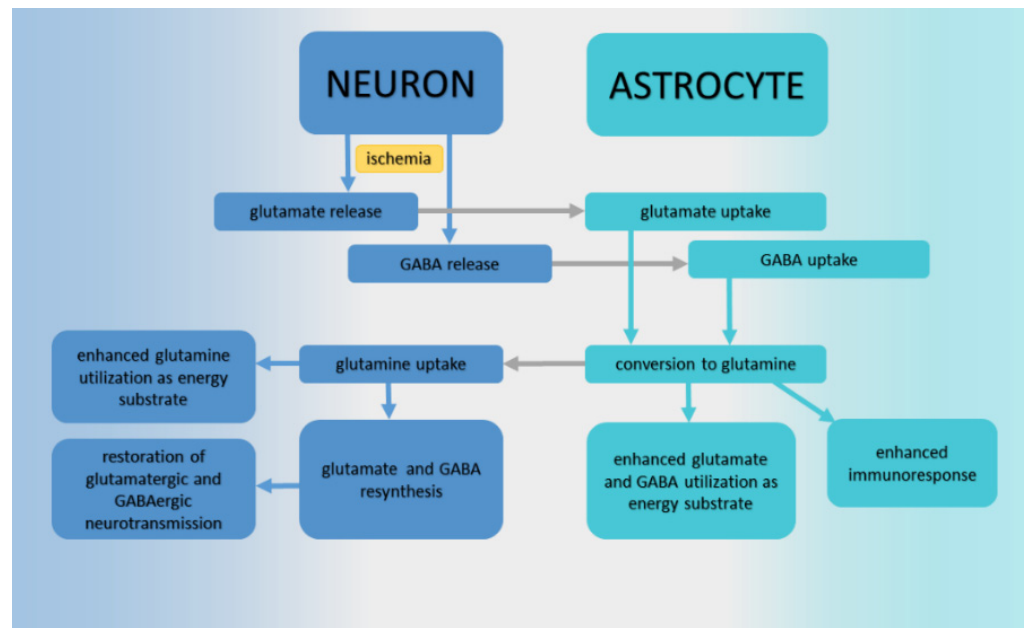 NEURON
ASTROCYTE
ischemia
glutamate release
glutamate uptake
GABA release
GABA uptake
enhanced glutamine
utilization as energy
substrate
glutamine uptake
conversion to glutamine
restoration of
glutamatergic and
GABAergic
neurotransmission
glutamate and GABA
resynthesis
enhanced glutamate
and GABA utilization as
energy substrate
enhanced
immunoresponse